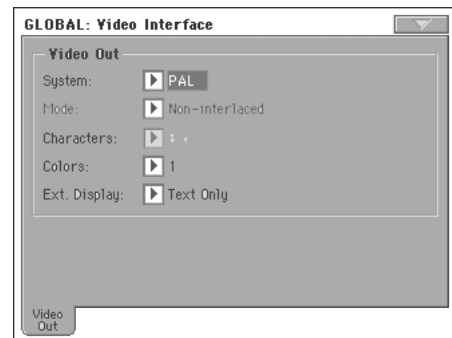 GLOBAL: Video Interface
Video Out
System: PAL
Mode: Non-interlaced
Characters:
Colors: 1
Ext. Display: Text Only
Video
Out